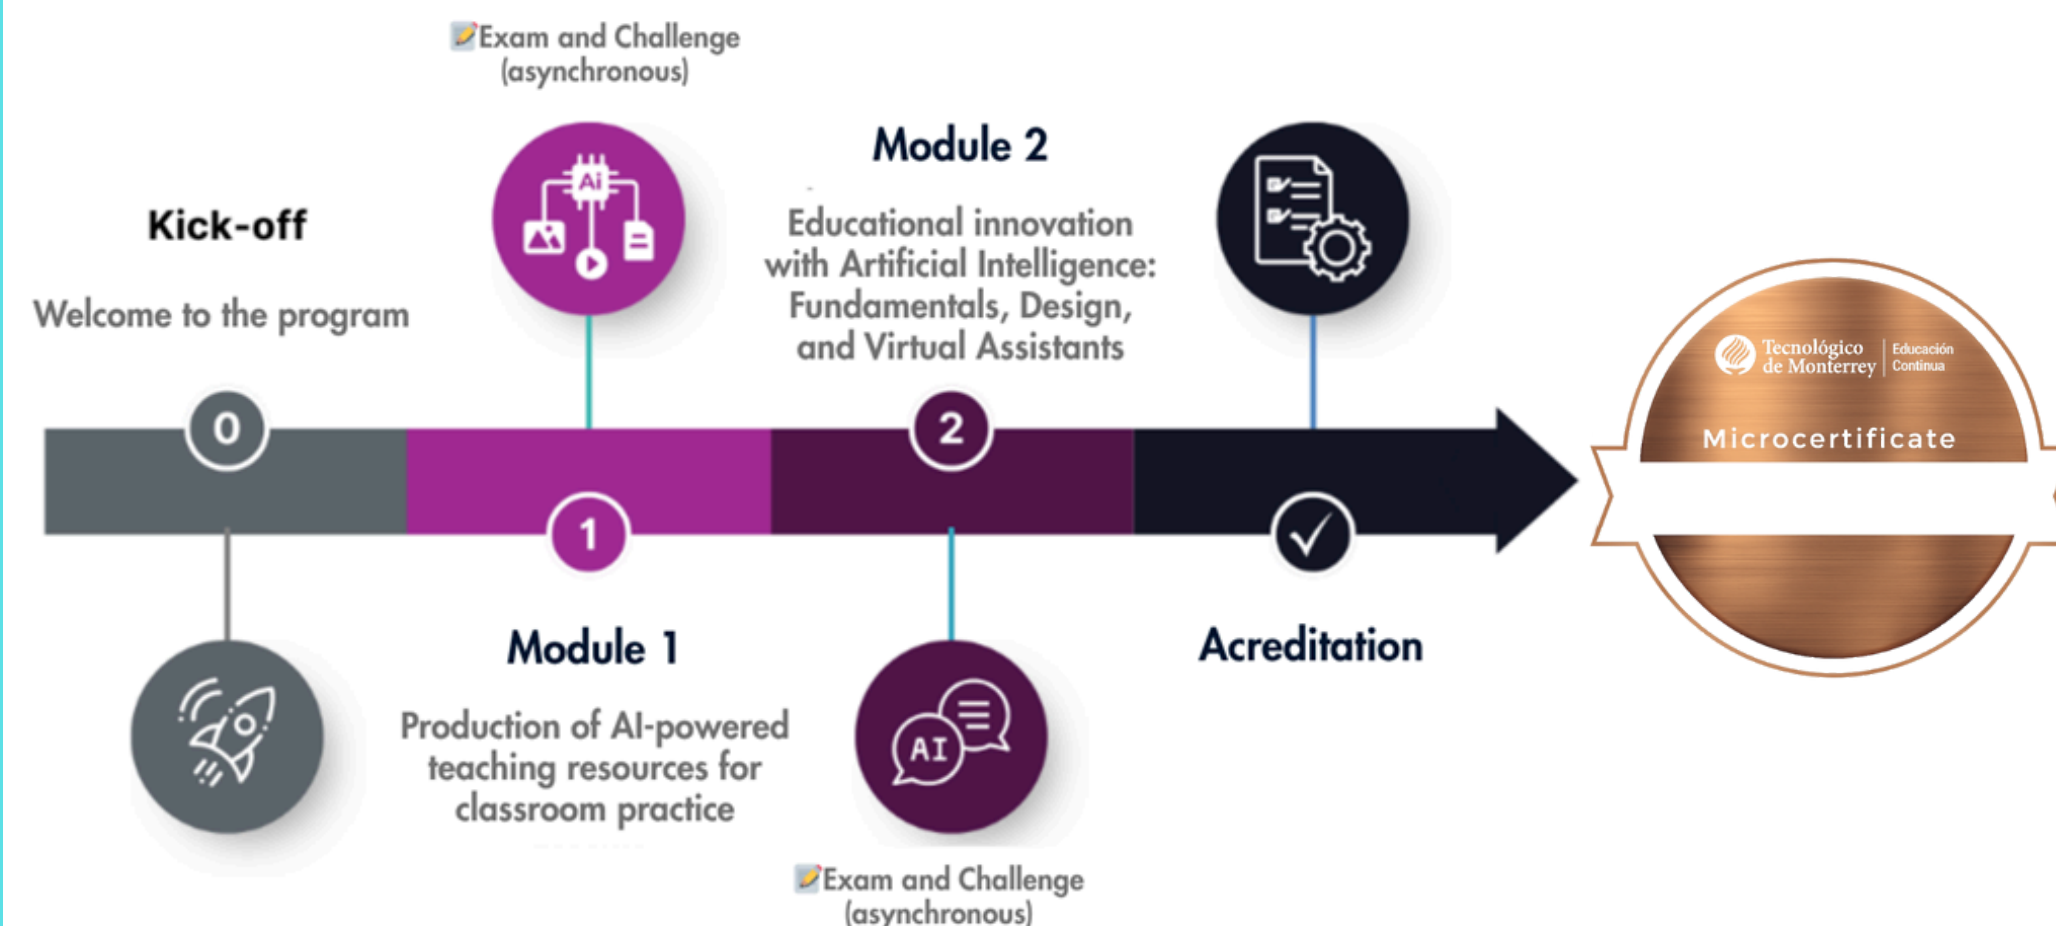 Kick-off
Welcome to the program
0
📝Exam and Challenge
(asynchronous)
Ai
1
Module 1
Production of AI-powered
teaching resources for
classroom practice
Module 2
Educational innovation
with Artificial Intelligence:
Fundamentals, Design,
and Virtual Assistants
2
AI
📝Exam and Challenge
(asynchronous)
Acreditation
Tecnológico
de Monterrey
Educación
Continua
Microcertificate